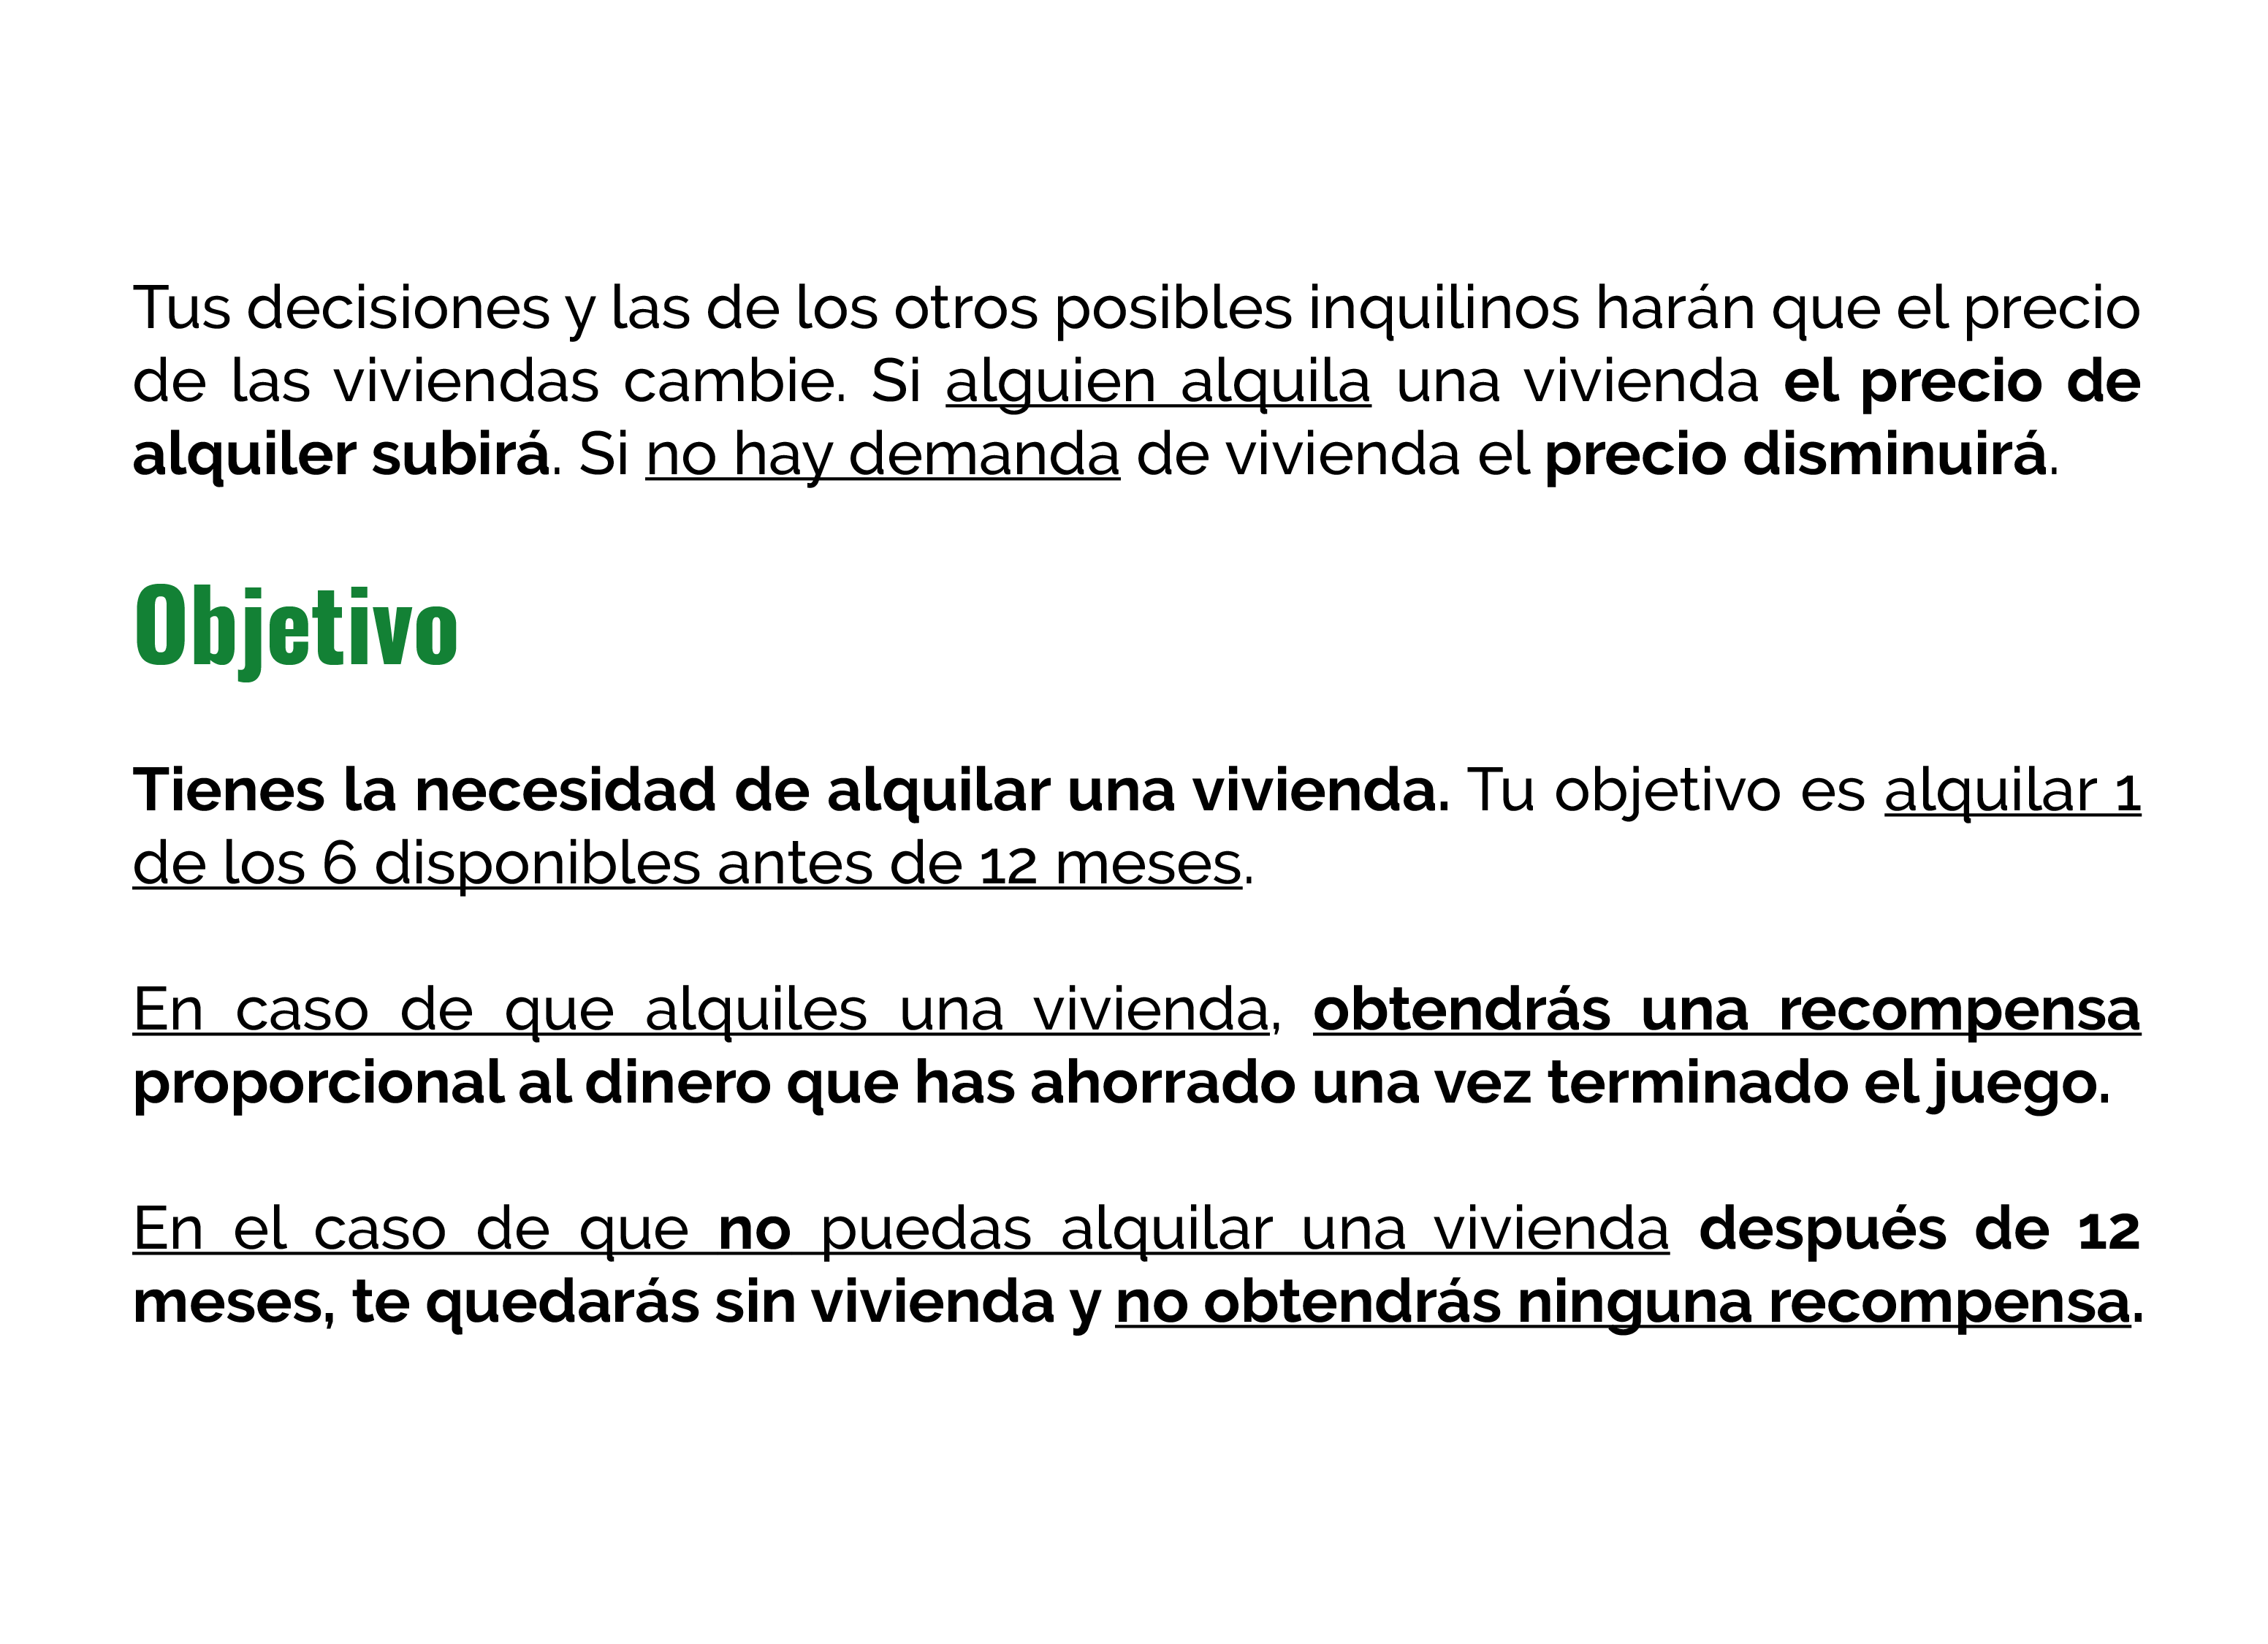 Tus decisiones y las de los otros posibles inquilinos harán que el precio
de las viviendas cambie. Si alguien alquila una vivienda el precio de
alquiler subirá. Si no hay demanda de vivienda el precio disminuirá.
Objetivo
Tienes la necesidad de alquilar una vivienda. Tu objetivo es alquilar 1
de los 6 disponibles antes de 12 meses.
En caso de que alquiles una vivienda, obtendrás una recompensa
proporcional al dinero que has ahorrado una vez terminado el juego.
En el caso de que no puedas alquilar una vivienda después de 12
meses, te quedarás sin vivienda y no obtendrás ninguna recompensa.